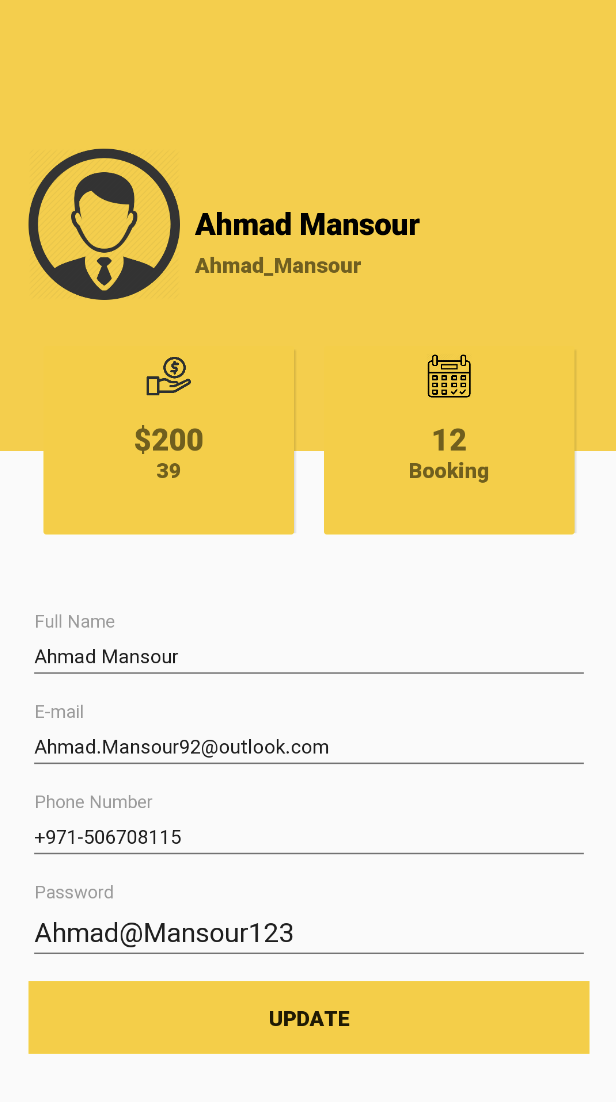 Ahmad Mansour
Ahmad_Mansour
$200
39
12
Booking
Full Name
Ahmad Mansour
E-mail
Ahmad.Mansour92@outlook.com
Phone Number
+971-506708115
Password
Ahmad@Mansour123
UPDATE